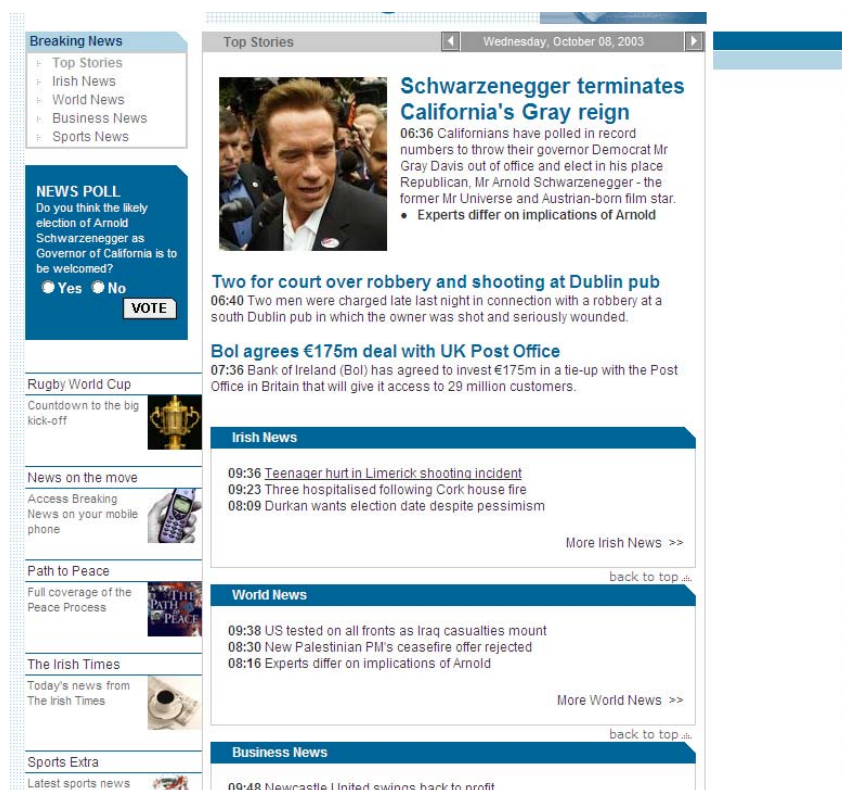 Breaking News
Top Stories
Irish News
World News
Business News
Sports News
NEWS POLL
Do you think the likely
election of Arnold
Schwarzenegger as
Governor of California is to
be welcomed?
Yes No
VOTE
Rugby World Cup
Countdown to the big
kick-off
News on the move
Access Breaking
News on your mobile
phone
Path to Peace
Full coverage of the
Peace Process
THE
PATH
PEACE
The Irish Times
Today's news from
The Irish Times
Sports Extra
Latest sports news
Top Stories
Wednesday, October 08, 2003
Schwarzenegger terminates
California's Gray reign
06:36 Californians have polled in record
numbers to throw their governor Democrat Mr
Gray Davis out of office and elect in his place
Republican, Mr Arnold Schwarzenegger - the
former Mr Universe and Austrian-born film star.
● Experts differ on implications of Arnold
Two for court over robbery and shooting at Dublin pub
06:40 Two men were charged late last night in connection with a robbery at a
south Dublin pub in which the owner was shot and seriously wounded.
BoI agrees €175m deal with UK Post Office
07:36 Bank of Ireland (BoI) has agreed to invest €175m in a tie-up with the Post
Office in Britain that will give it access to 29 million customers.
Irish News
09:36 Teenager hurt in Limerick shooting incident
09:23 Three hospitalised following Cork house fire
08:09 Durkan wants election date despite pessimism
More Irish News >>
back to top
World News
09:38 US tested on all fronts as Iraq casualties mount
08:30 New Palestinian PM's ceasefire offer rejected
08:16 Experts differ on implications of Arnold
More World News >>
back to top
Business News
09:48 Newcastle United swings back to profit